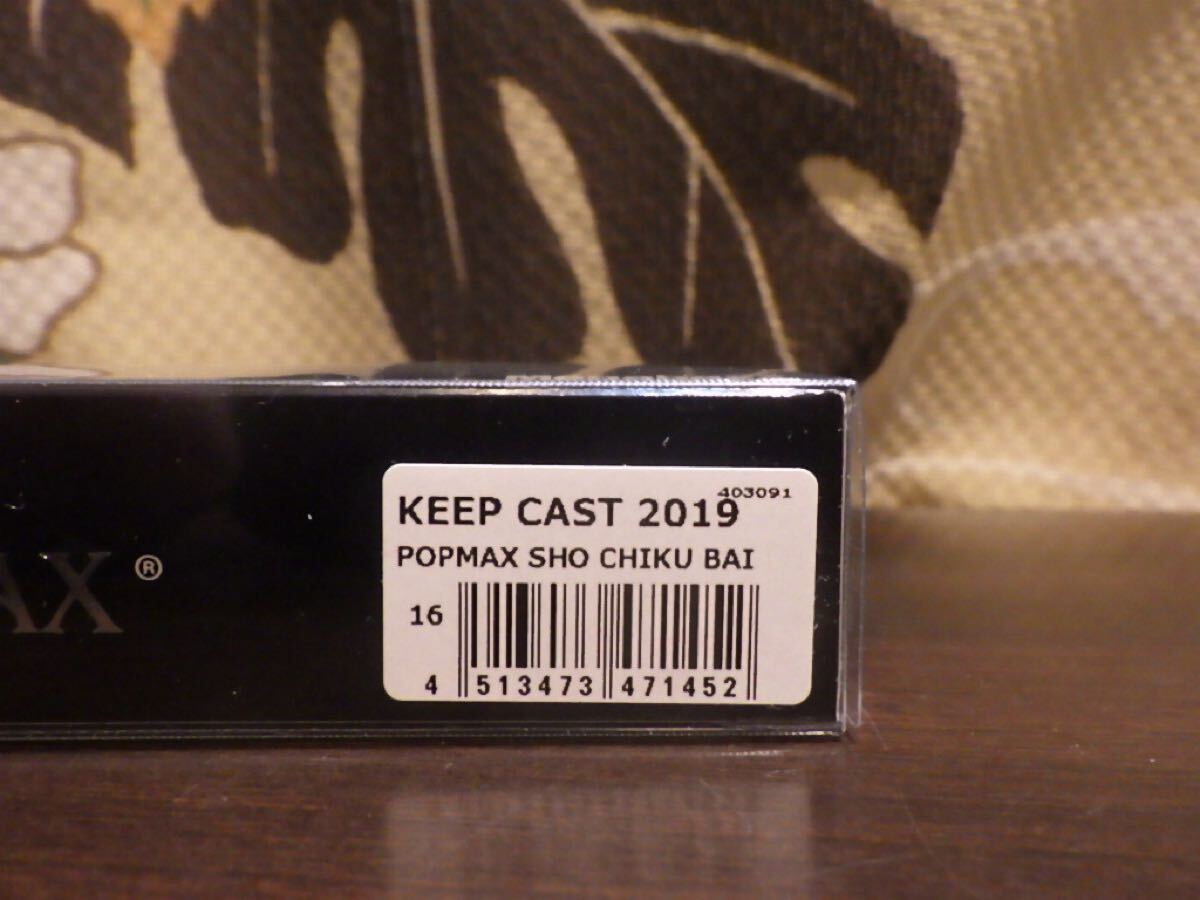 403091
KEEP CAST 2019
POPMAX SHO CHIKU BAI
AX ®
16
4 513473 471452